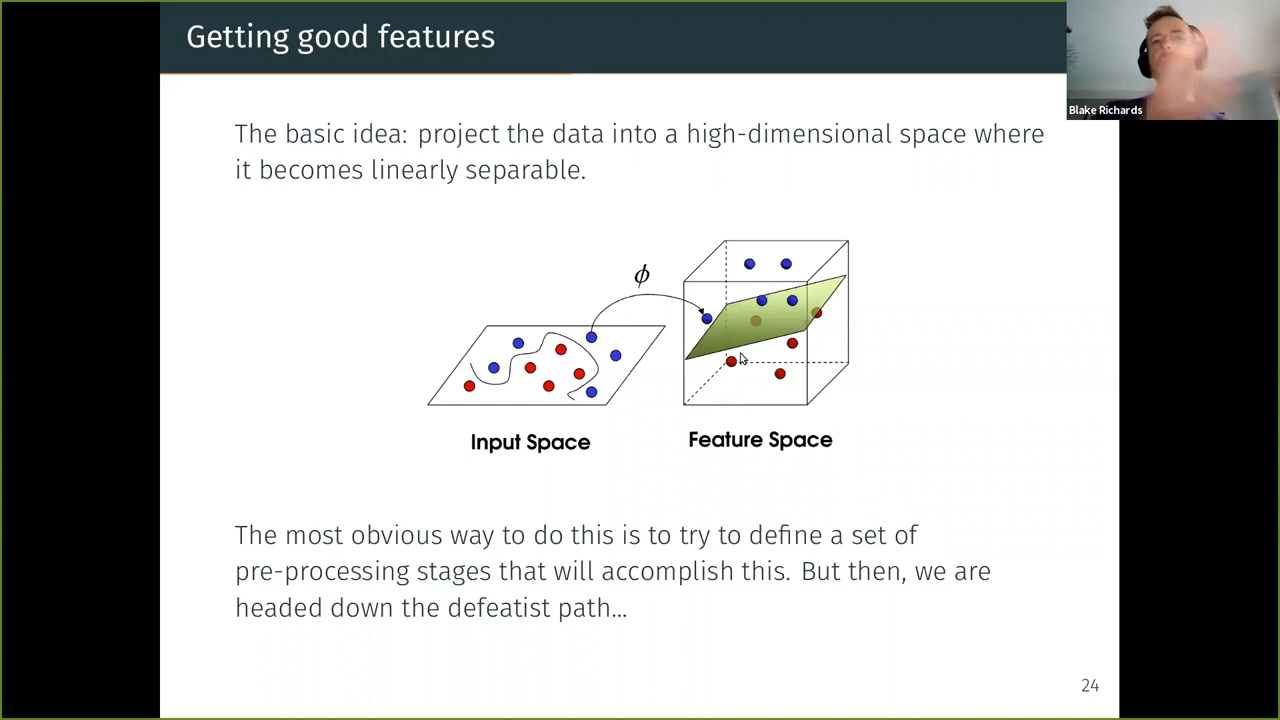 Getting good features
Blake Richards
The basic idea: project the data into a high-dimensional space where
it becomes linearly separable.
ϕ
Input Space
Feature Space
The most obvious way to do this is to try to define a set of
pre-processing stages that will accomplish this. But then, we are
headed down the defeatist path...
24